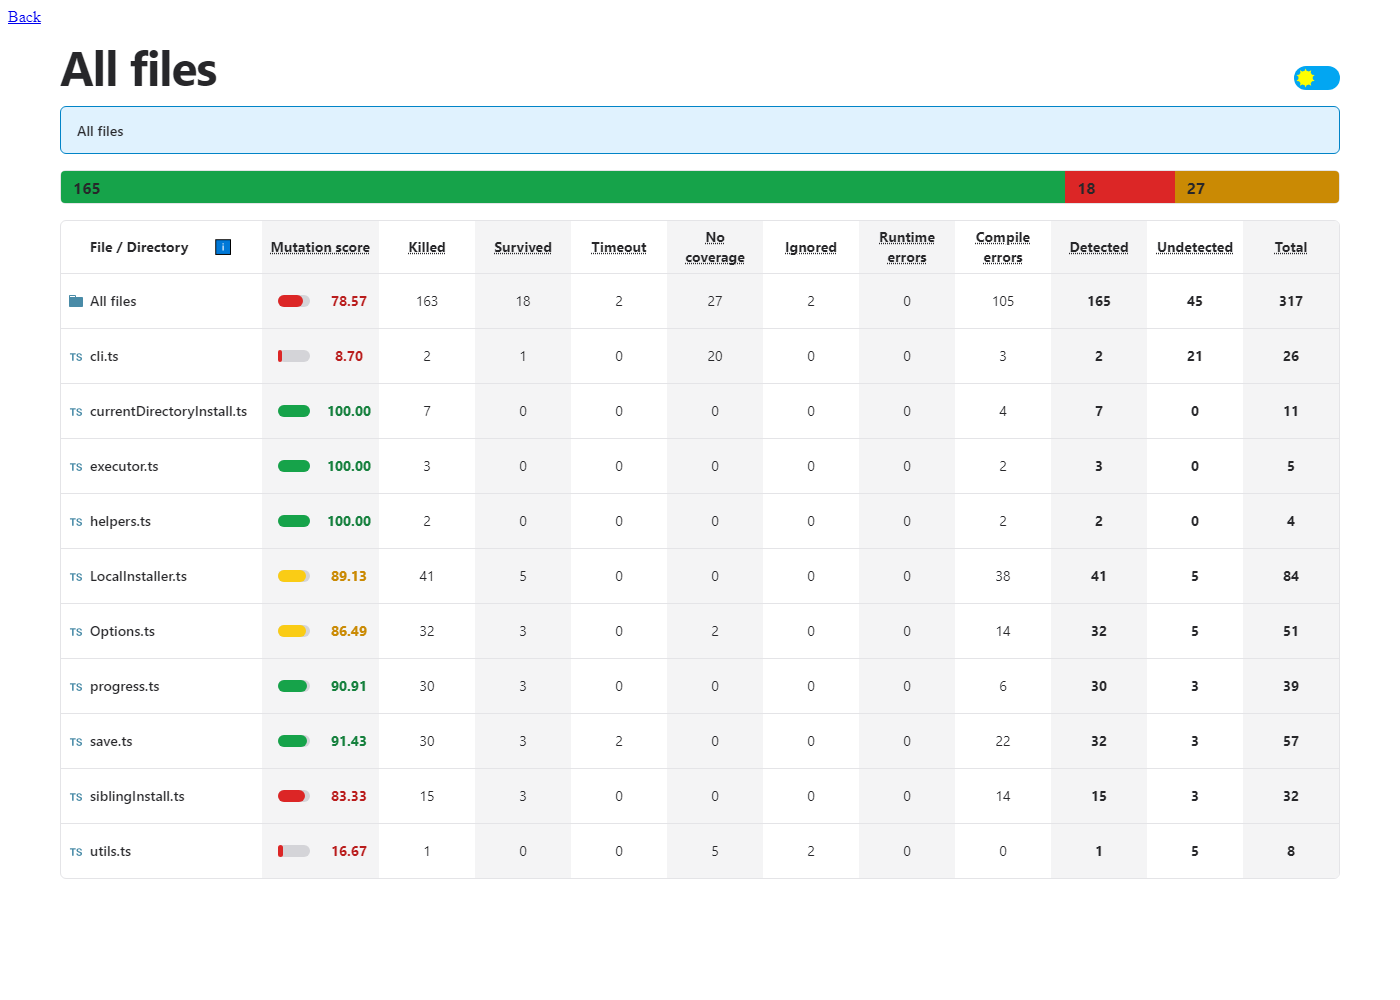 Back
All files
All files
165 18 27
File / Directory i Mutation score Killed Survived Timeout No coverage Ignored Runtime errors Compile errors Detected Undetected Total
All files 78.57 163 18 2 27 2 0 105 165 45 317
TS cli.ts 8.70 2 1 0 20 0 0 3 2 21 26
TS currentDirectoryInstall.ts 100.00 7 0 0 0 0 0 4 7 0 11
TS executor.ts 100.00 3 0 0 0 0 0 2 3 0 5
TS helpers.ts 100.00 2 0 0 0 0 0 2 2 0 4
TS LocalInstaller.ts 89.13 41 5 0 0 0 0 38 41 5 84
TS Options.ts 86.49 32 3 0 2 0 0 14 32 5 51
TS progress.ts 90.91 30 3 0 0 0 0 6 30 3 39
TS save.ts 91.43 30 3 2 0 0 0 22 32 3 57
TS siblingInstall.ts 83.33 15 3 0 0 0 0 14 15 3 32
TS utils.ts 16.67 1 0 0 5 2 0 0 1 5 8